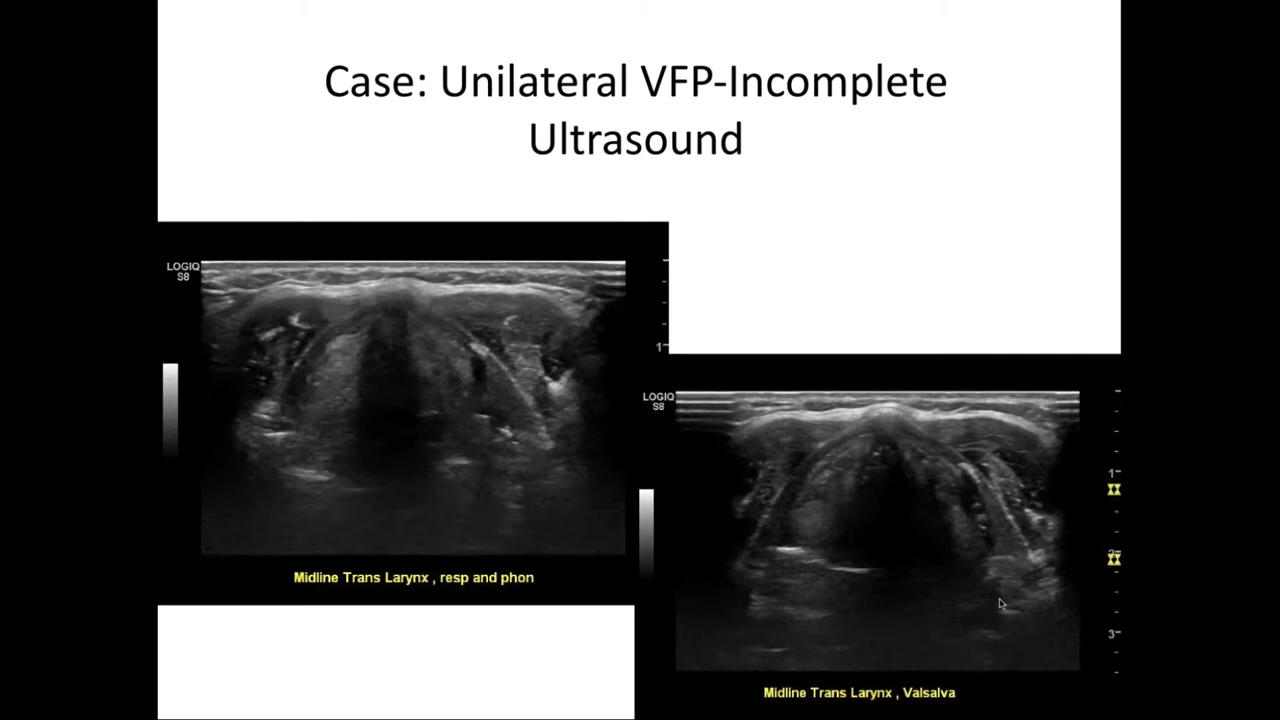 Case: Unilateral VFP-Incomplete
Ultrasound
LOGIQ
S8
1
Midline Trans Larynx , resp and phon
LOGIQ
S8
1
2
3
Midline Trans Larynx , Valsalva